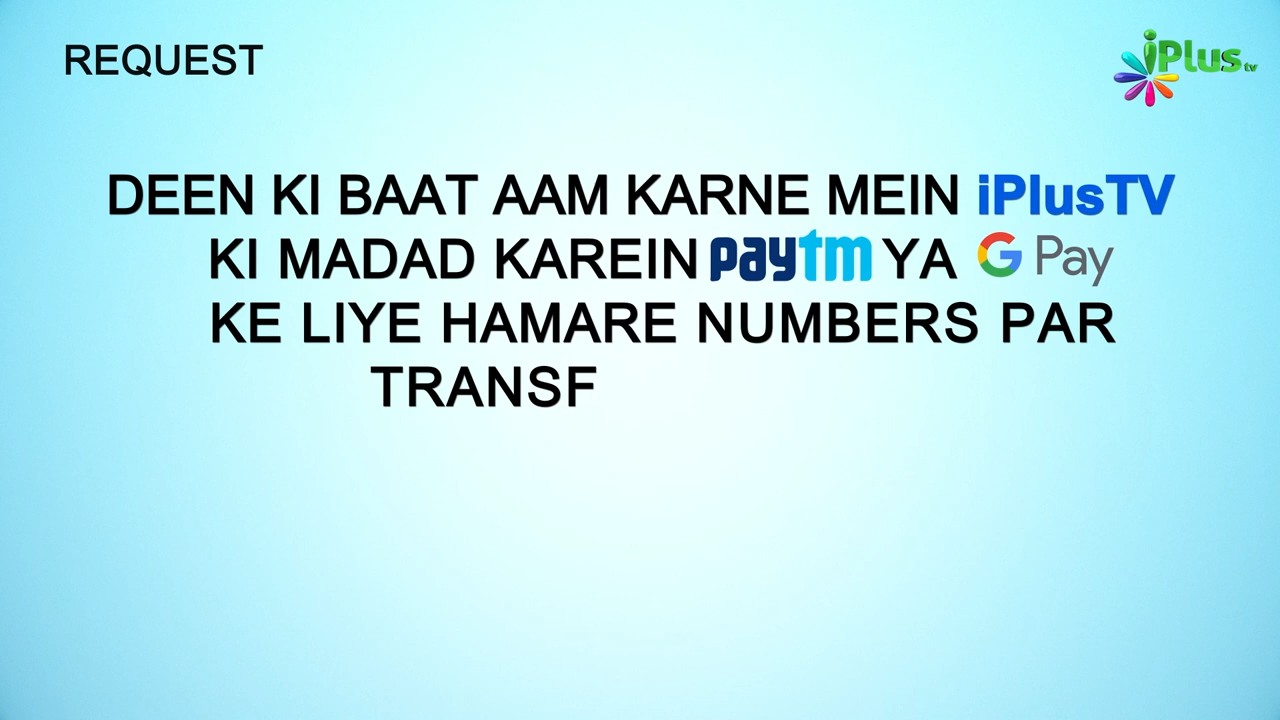 REQUEST
iPlus tv
DEEN KI BAAT AAM KARNE MEIN iPlusTV
KI MADAD KAREIN paytm YA G Pay
KE LIYE HAMARE NUMBERS PAR
TRANSF